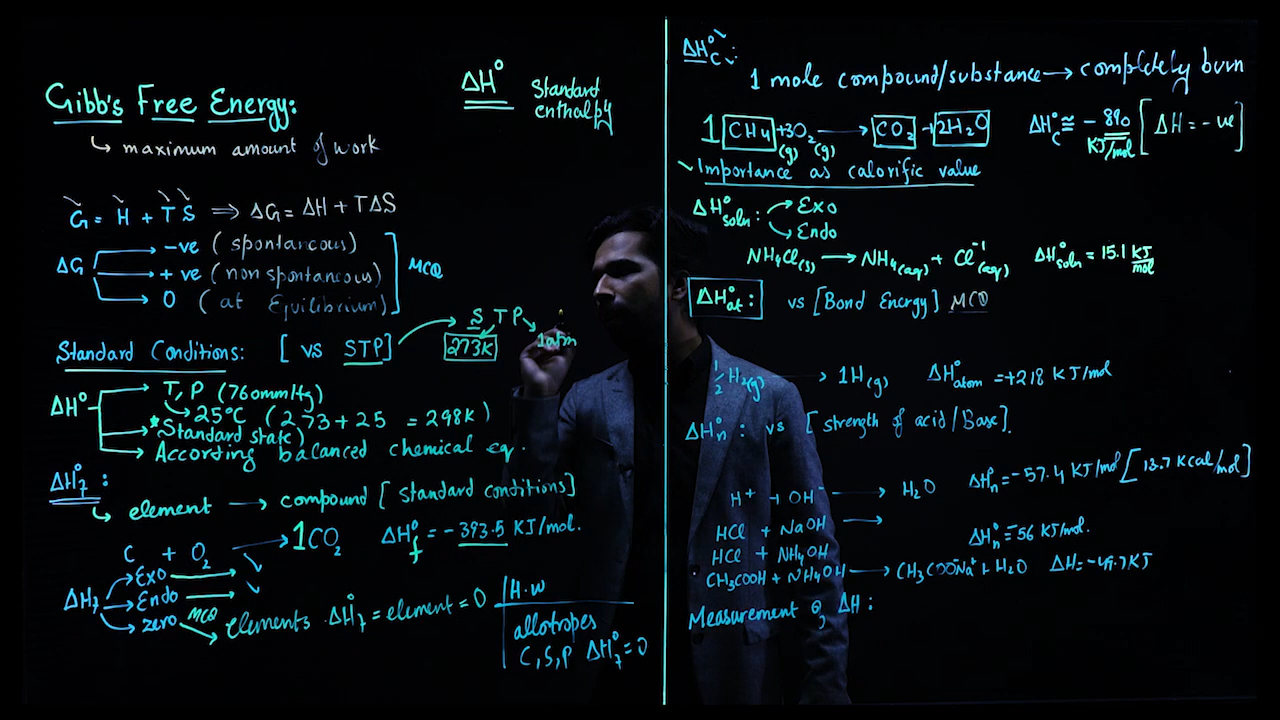 Gibb's Free Energy:
↳ maximum amount of work
ΔH° Standard enthalpy
G = H + TS ⇒ ΔG = ΔH + TΔS
ΔG
→ -ve (spontaneous)
→ +ve (non spontaneous)
→ 0 (at Equilibrium)
MCQ
Standard Conditions: [vs STP]
S T P
273K
1atm
ΔH°
→ T, P (760mmHg)
25°C (273+25 = 298K)
*Standard state)
→ According balanced chemical eq.
ΔH°f :
↳ element → compound [Standard conditions]
C + O₂ → 1CO₂ ΔH°f = -393.5 KJ/mol.
ΔHf
Exo →
Endo →
zero MCQ → elements. ΔH°f = element = 0
H.W
allotropes
C, S, P ΔH°f = 0
ΔH°C :
1 mole compound/substance → completely burn
1 CH4 (g) + 3O2 (g) → CO2 + 2H2O ΔH°C ≅ -890 KJ/mol [ΔH = -ve]
Importance as calorific value
ΔH°soln :
→ Exo
→ Endo
NH4Cl(s) → NH4(aq) + Cl⁻¹(aq) ΔH°soln = 15.1 KJ/mol
ΔH°at : vs [Bond Energy] MCQ
1/2 H2(g) → 1H(g) ΔH°atom = +218 KJ/mol
ΔH°n : vs [strength of acid/Base].
H⁺ + OH⁻ → H2O ΔH°n = -57.4 KJ/mol [13.7 Kcal/mol]
HCl + NaOH →
HCl + NH4OH ΔH°n = -56 KJ/mol.
CH3COOH + NH4OH → CH3COONa⁺ + H2O ΔH = -49.7 KJ
Measurement of ΔH :